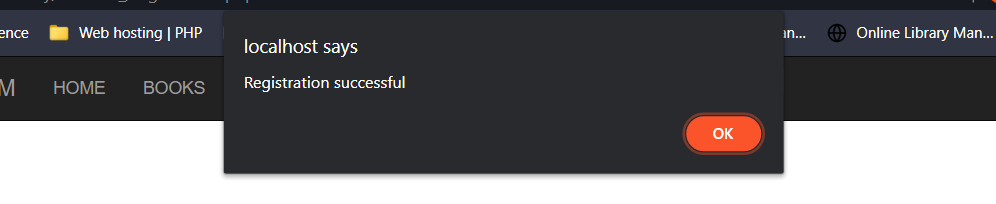 ence Web hosting | PHP an... Online Library Man...
localhost says
Registration successful
M HOME BOOKS
OK